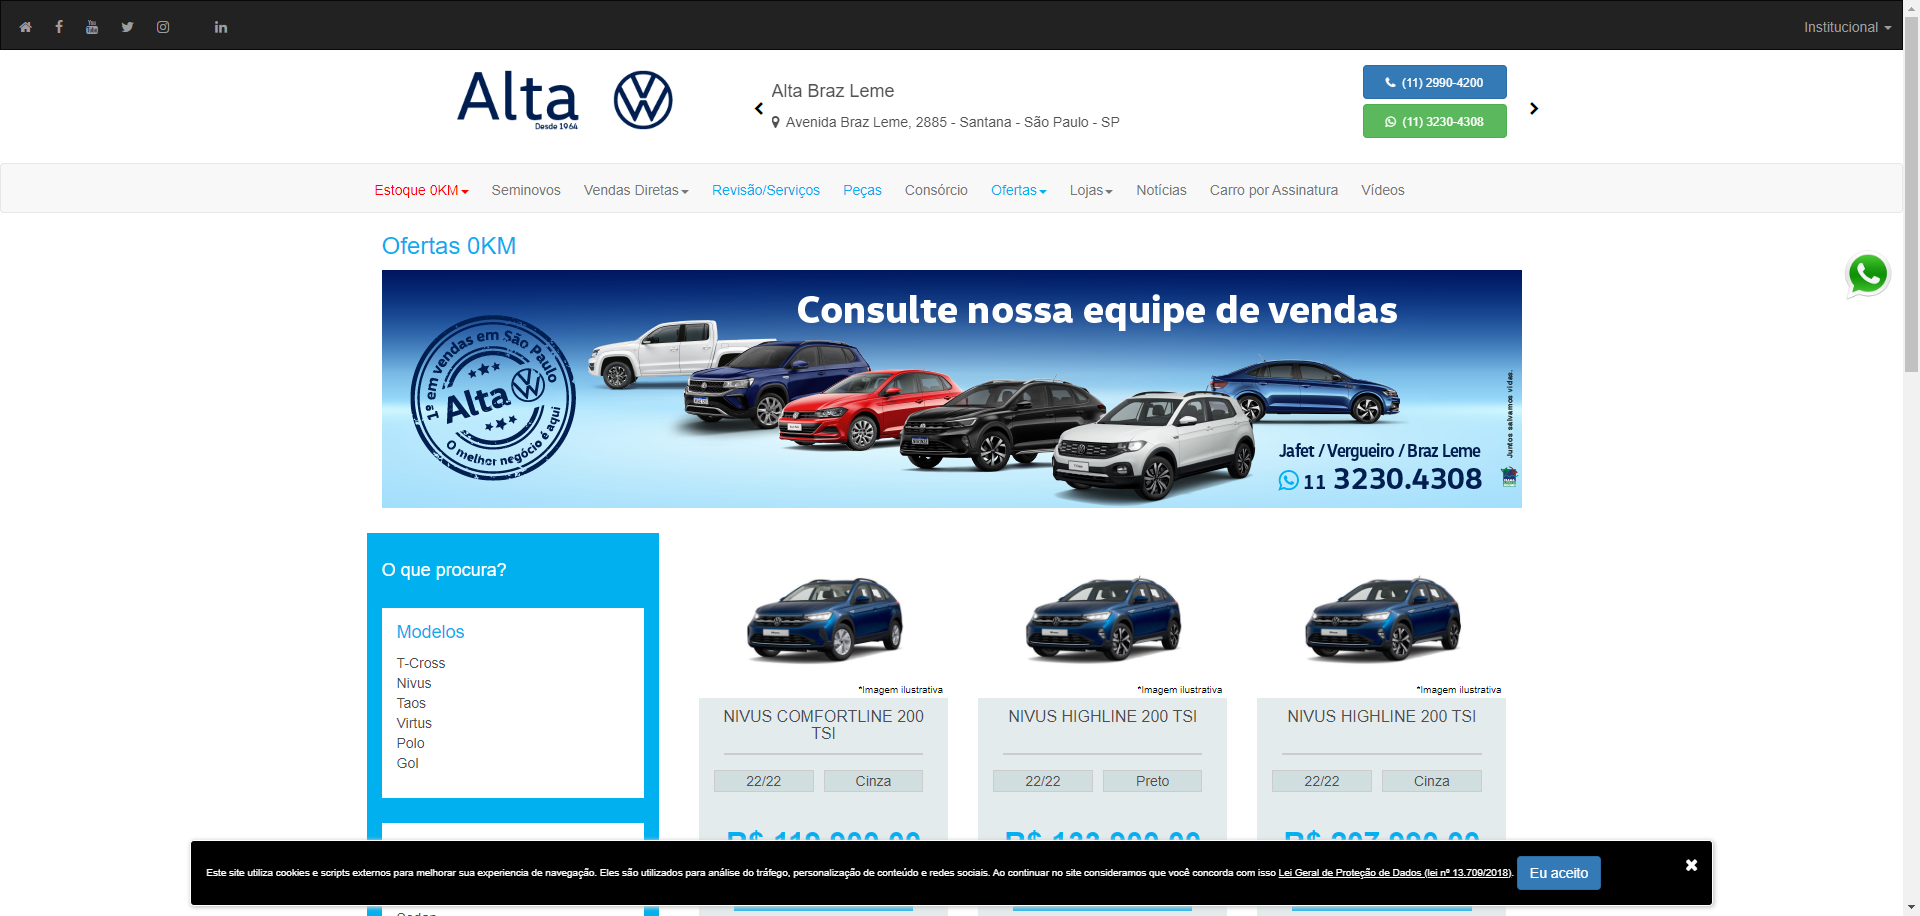 Institucional
Alta
Desde 1964
Alta Braz Leme
Avenida Braz Leme, 2885 - Santana - São Paulo - SP
(11) 2990-4200
(11) 3230-4308
Estoque 0KM
Seminovos
Vendas Diretas
Revisão/Serviços
Peças
Consórcio
Ofertas
Lojas
Notícias
Carro por Assinatura
Vídeos
Ofertas 0KM
Consulte nossa equipe de vendas
1ª em vendas em São Paulo
Alta
O melhor negócio é aqui
Juntos salvamos vidas.
Jafet / Vergueiro / Braz Leme
11 3230.4308
O que procura?
Modelos
T-Cross
Nivus
Taos
Virtus
Polo
Gol
*Imagem ilustrativa
NIVUS COMFORTLINE 200
TSI
22/22
Cinza
*Imagem ilustrativa
NIVUS HIGHLINE 200 TSI
22/22
Preto
*Imagem ilustrativa
NIVUS HIGHLINE 200 TSI
22/22
Cinza
Este site utiliza cookies e scripts externos para melhorar sua experiencia de navegação. Eles são utilizados para análise do tráfego, personalização de conteúdo e redes sociais. Ao continuar no site consideramos que você concorda com isso Lei Geral de Proteção de Dados (lei nº 13.709/2018).
Eu aceito